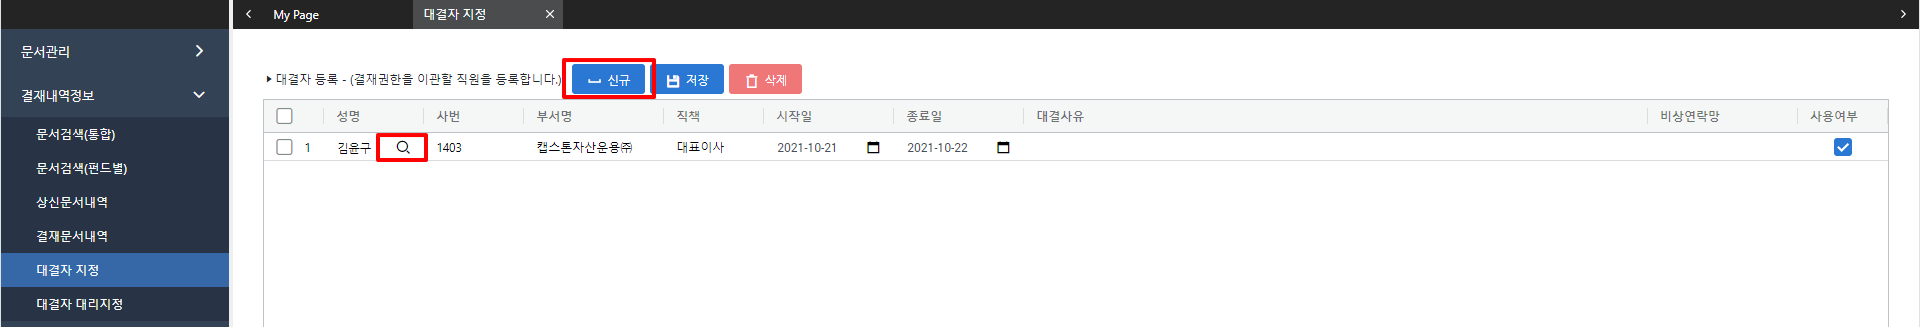 My Page
대결자 지정
문서관리
결재내역정보
문서검색(통합)
문서검색(펀드별)
상신문서내역
결재문서내역
대결자 지정
대결자 대리지정
대결자 등록 - (결재권한을 이관할 직원을 등록합니다.) 신규 저장 삭제
성명 사번 부서명 직책 시작일 종료일 대결사유 비상연락망 사용여부
1 김윤구 1403 캡스톤자산운용㈜ 대표이사 2021-10-21 2021-10-22